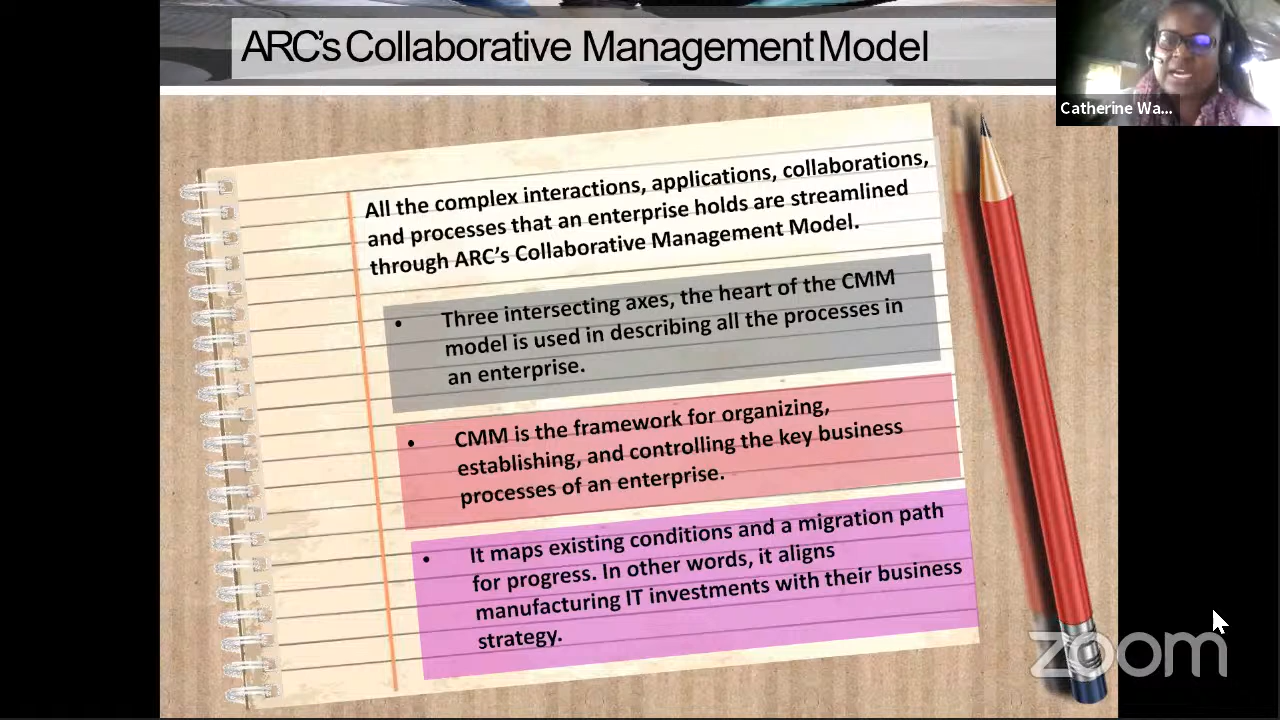 ARC's Collaborative Management Model
Catherine Wa...
All the complex interactions, applications, collaborations,
and processes that an enterprise holds are streamlined
through ARC's Collaborative Management Model.
• Three intersecting axes, the heart of the CMM
model is used in describing all the processes in
an enterprise.
• CMM is the framework for organizing,
establishing, and controlling the key business
processes of an enterprise.
• It maps existing conditions and a migration path
for progress. In other words, it aligns
manufacturing IT investments with their business
strategy.
zoom